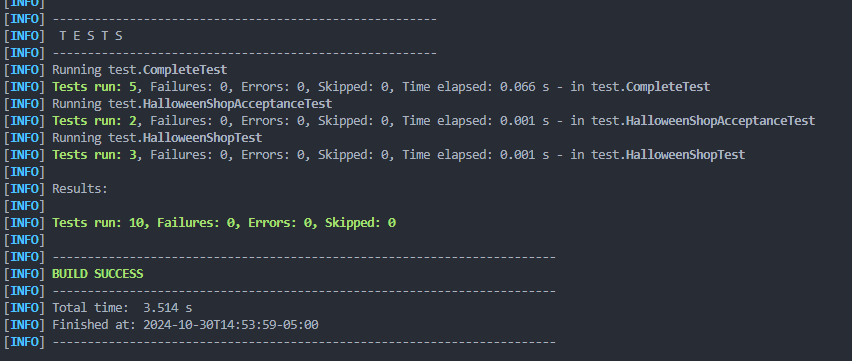 [INFO]
[INFO] -------------------------------------------------------
[INFO]  T E S T S
[INFO] -------------------------------------------------------
[INFO] Running test.CompleteTest
[INFO] Tests run: 5, Failures: 0, Errors: 0, Skipped: 0, Time elapsed: 0.066 s - in test.CompleteTest
[INFO] Running test.HalloweenShopAcceptanceTest
[INFO] Tests run: 2, Failures: 0, Errors: 0, Skipped: 0, Time elapsed: 0.001 s - in test.HalloweenShopAcceptanceTest
[INFO] Running test.HalloweenShopTest
[INFO] Tests run: 3, Failures: 0, Errors: 0, Skipped: 0, Time elapsed: 0.001 s - in test.HalloweenShopTest
[INFO]
[INFO] Results:
[INFO]
[INFO] Tests run: 10, Failures: 0, Errors: 0, Skipped: 0
[INFO]
[INFO] ------------------------------------------------------------------------
[INFO] BUILD SUCCESS
[INFO] ------------------------------------------------------------------------
[INFO] Total time:  3.514 s
[INFO] Finished at: 2024-10-30T14:53:59-05:00
[INFO] ------------------------------------------------------------------------